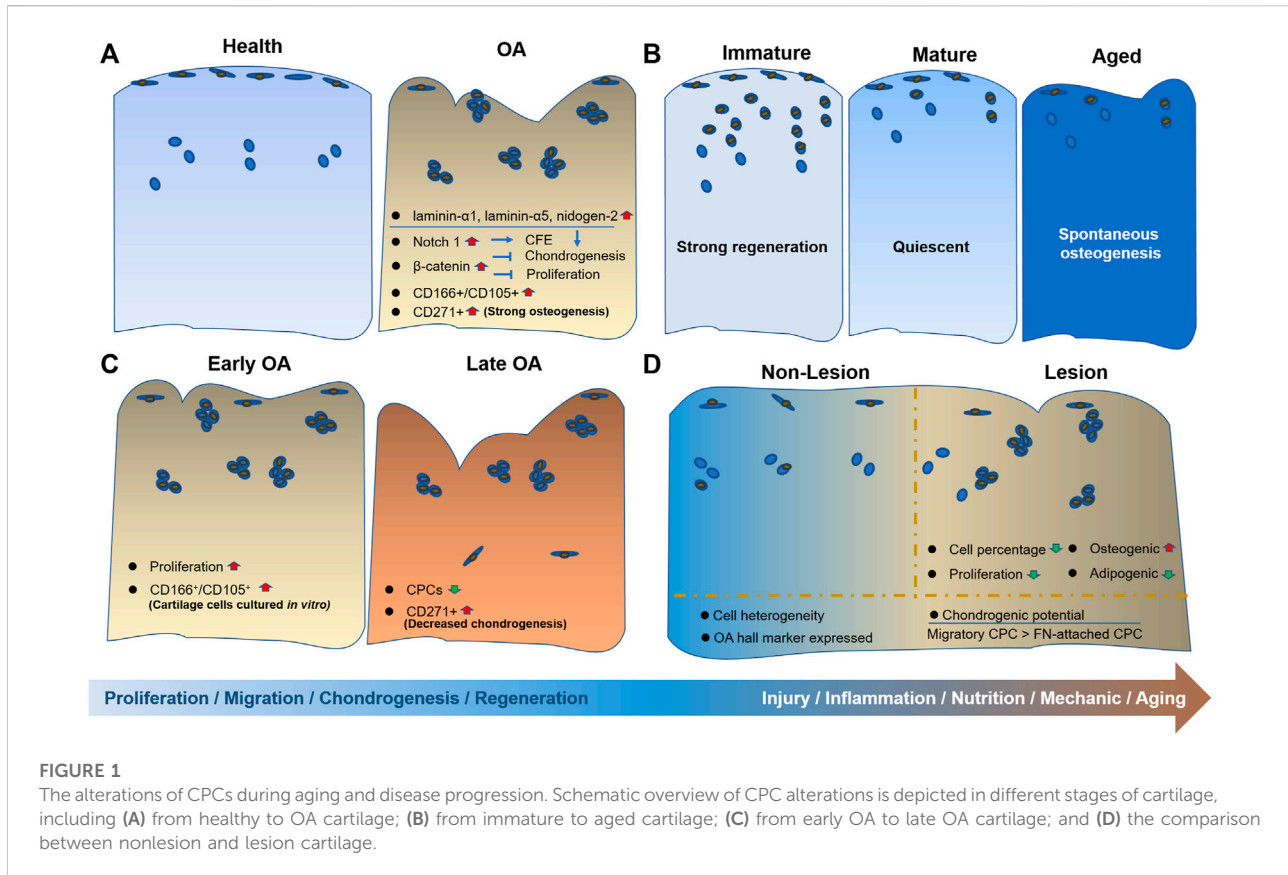 A
Health
OA
laminin-α1, laminin-α5, nidogen-2
Notch 1
CFE
Chondrogenesis
β-catenin
Proliferation
CD166+/CD105+
CD271+ (Strong osteogenesis)
B
Immature
Mature
Aged
Strong regeneration
Quiescent
Spontaneous
osteogenesis
C
Early OA
Late OA
Proliferation
CD166⁺/CD105⁺
(Cartilage cells cultured in vitro)
CPCs
CD271+
(Decreased chondrogenesis)
D
Non-Lesion
Lesion
Cell percentage
Osteogenic
Proliferation
Adipogenic
Cell heterogeneity
OA hall marker expressed
Chondrogenic potential
Migratory CPC > FN-attached CPC
Proliferation / Migration / Chondrogenesis / Regeneration
Injury / Inflammation / Nutrition / Mechanic / Aging
FIGURE 1
The alterations of CPCs during aging and disease progression. Schematic overview of CPC alterations is depicted in different stages of cartilage,
including (A) from healthy to OA cartilage; (B) from immature to aged cartilage; (C) from early OA to late OA cartilage; and (D) the comparison
between nonlesion and lesion cartilage.